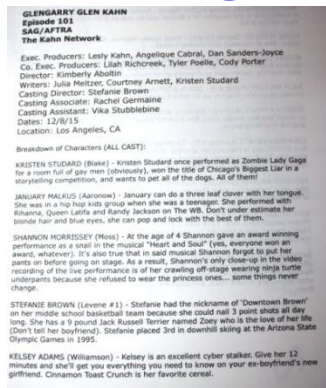 GLENGARRY GLEN KAHN
Episode 101
SAG/AFTRA
The Kahn Network
Exec. Producers: Lesly Kahn, Angelique Cabral, Dan Sanders-Joyce
Co. Exec. Producers: Lilah Richcreek, Tyler Poelle, Cody Porter
Director: Kimberly Aboltin
Writers: Julia Meltzer, Courtney Arnett, Kristen Studard
Casting Director: Stefanie Brown
Casting Associate: Rachel Germaine
Casting Assistant: Vika Stubblebine
Dates: 12/8/15
Location: Los Angeles, CA
Breakdown of Characters (ALL CAST):
KRISTEN STUDARD (Blake) - Kristen Studard once performed as Zombie Lady Gaga
for a room full of gay men (obviously), won the title of Chicago's Biggest Liar in a
storytelling competition, and wants to pet all of the dogs. All of them!
JANUARY MALKUS (Aaronow) - January can do a three leaf clover with her tongue.
She was in a hip hop kids group when she was a teenager. She performed with
Rihanna, Queen Latifa and Randy Jackson on The WB. Don't under estimate her
blonde hair and blue eyes, she can pop and lock with the best of them.
SHANNON MORRISSEY (Moss) - At the age of 4 Shannon gave an award winning
performance as a snail in the musical "Heart and Soul" (yes, everyone won an
award, whatever). It's also true that in said musical Shannon forgot to put her
pants on before going on stage. As a result, Shannon's only close-up in the video
recording of the live performance is of her crawling off-stage wearing ninja turtle
underpants because she refused to wear the princess ones... some things never
change.
STEFANIE BROWN (Levene #1) - Stefanie had the nickname of 'Downtown Brown'
on her middle school basketball team because she could nail 3 point shots all day
long. She has a 9 pound Jack Russell Terrier named Zoey who is the love of her life
(Don't tell her boyfriend). Stefanie placed 3rd in downhill skiing at the Arizona State
Olympic Games in 1995.
KELSEY ADAMS (Williamson) - Kelsey is an excellent cyber stalker. Give her 12
minutes and she'll get you everything you need to know on your ex-boyfriend's new
girlfriend. Cinnamon Toast Crunch is her favorite cereal.